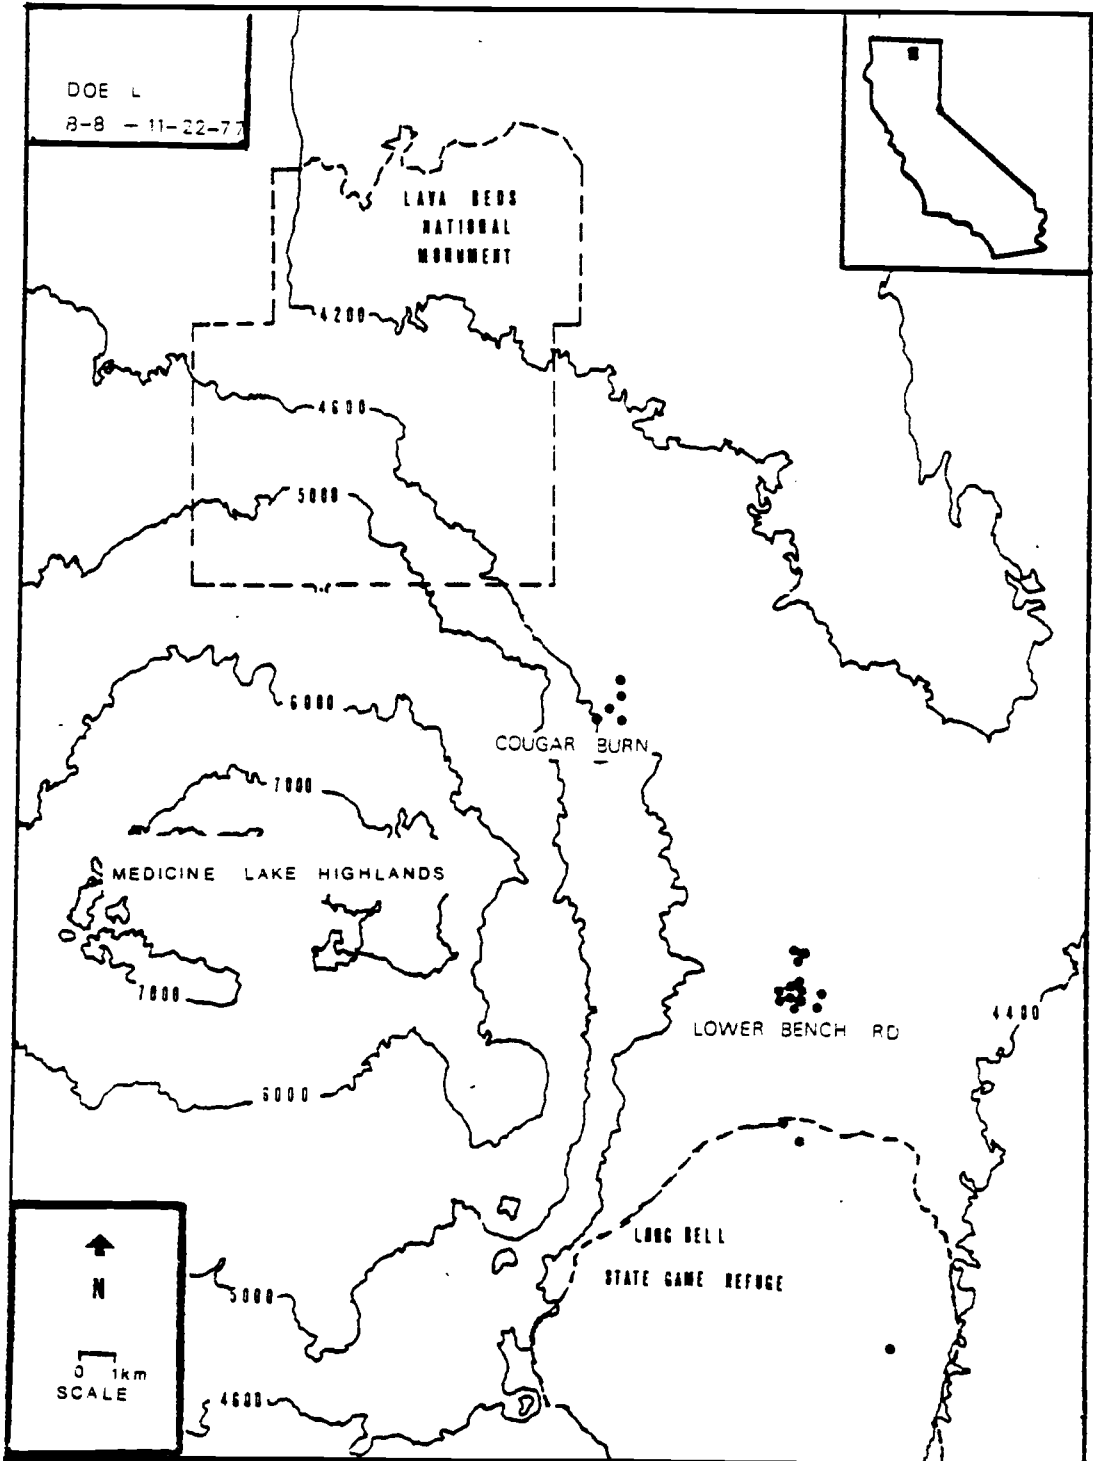 DOE L
8-8 - 11-22-77
LAVA BEDS
NATIONAL
MONUMENT
4200
4600
5000
6000
COUGAR BURN
7000
MEDICINE LAKE HIGHLANDS
7000
4400
LOWER BENCH RD
6000
LONG BELL
STATE GAME REFUGE
5000
4600
N
0 1km
SCALE